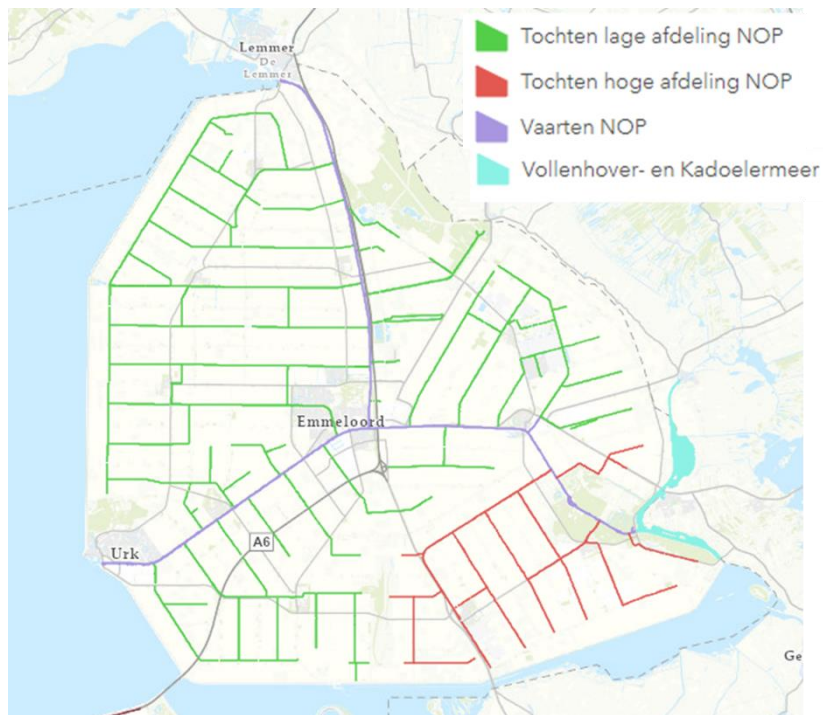 Lemmer
De
Lemmer
Tochten lage afdeling NOP
Tochten hoge afdeling NOP
Vaarten NOP
Vollenhover- en Kadoelermeer
Emmeloord
A6
Urk
Ge